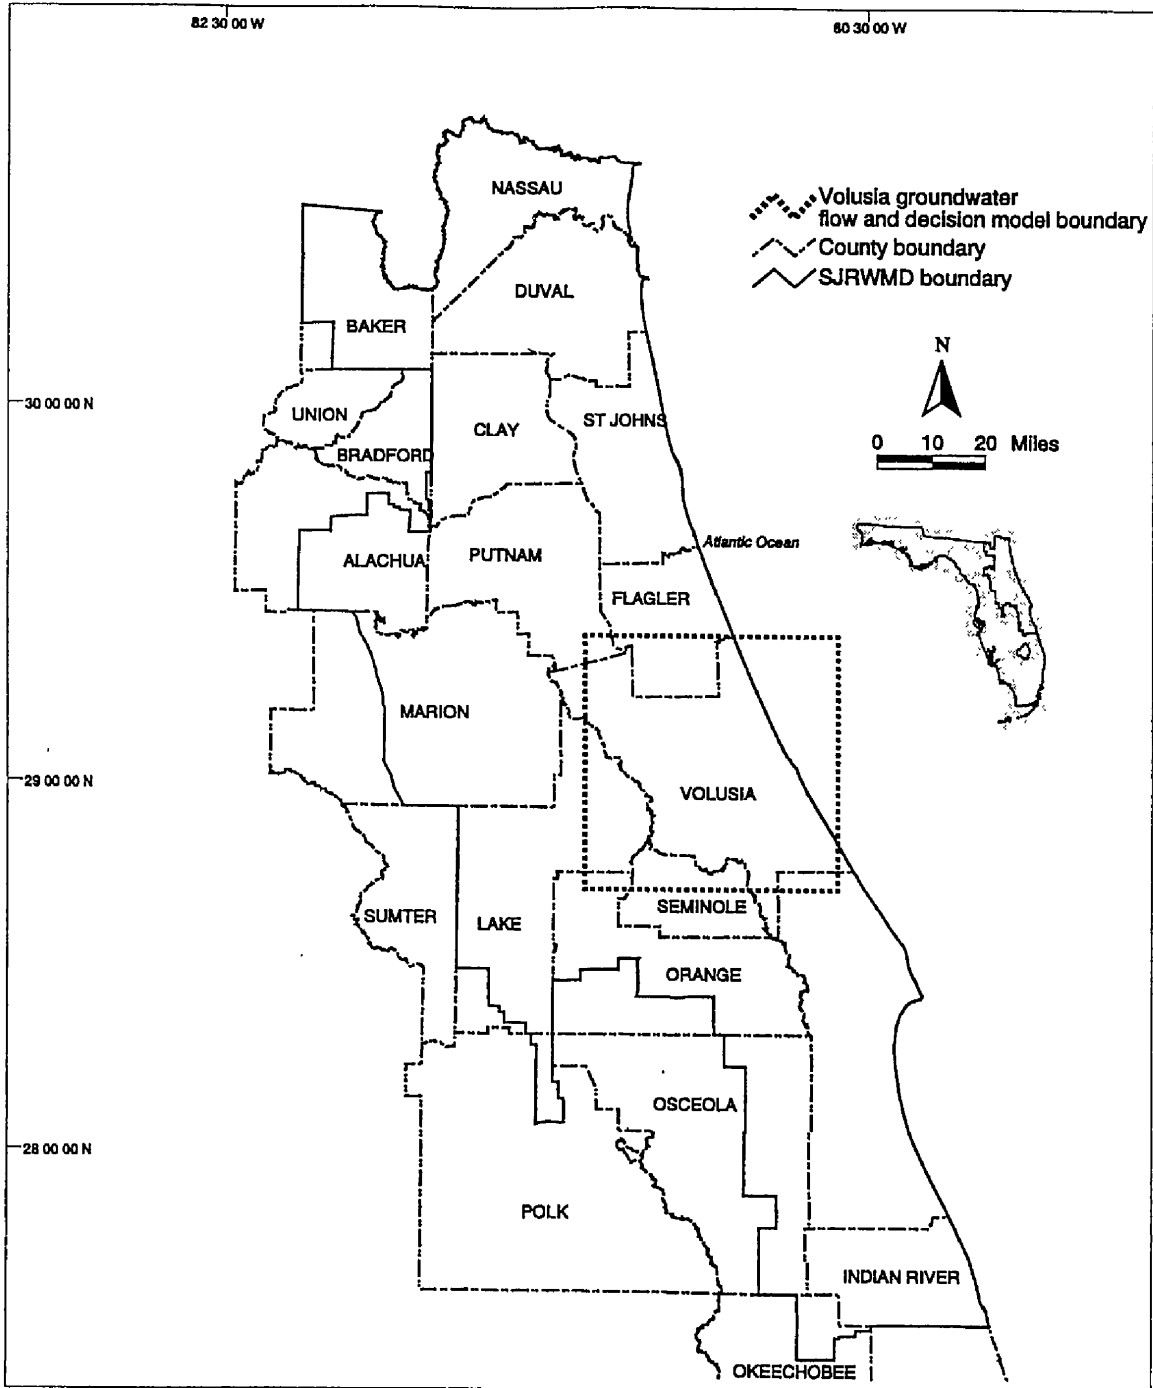 82 30 00 W
80 30 00 W
NASSAU
Volusia groundwater
flow and decision model boundary
County boundary
SJRWMD boundary
DUVAL
BAKER
N
30 00 00 N
UNION
CLAY
ST JOHNS
0 10 20 Miles
BRADFORD
ALACHUA
PUTNAM
Atlantic Ocean
FLAGLER
MARION
29 00 00 N
VOLUSIA
SUMTER
LAKE
SEMINOLE
ORANGE
OSCEOLA
28 00 00 N
POLK
INDIAN RIVER
OKEECHOBEE